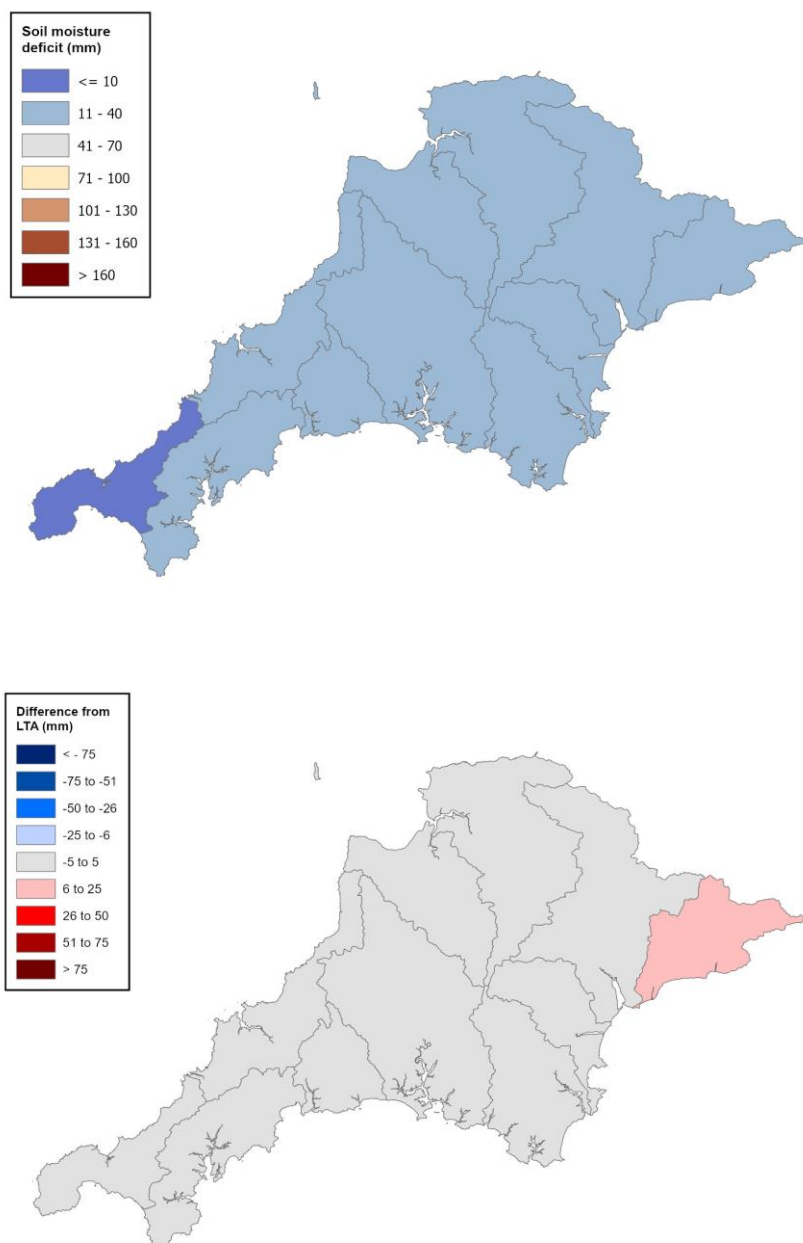 Soil moisture
deficit (mm)
<= 10
11 - 40
41 - 70
71 - 100
101 - 130
131 - 160
> 160
Difference from
LTA (mm)
< - 75
-75 to -51
-50 to -26
-25 to -6
-5 to 5
6 to 25
26 to 50
51 to 75
> 75